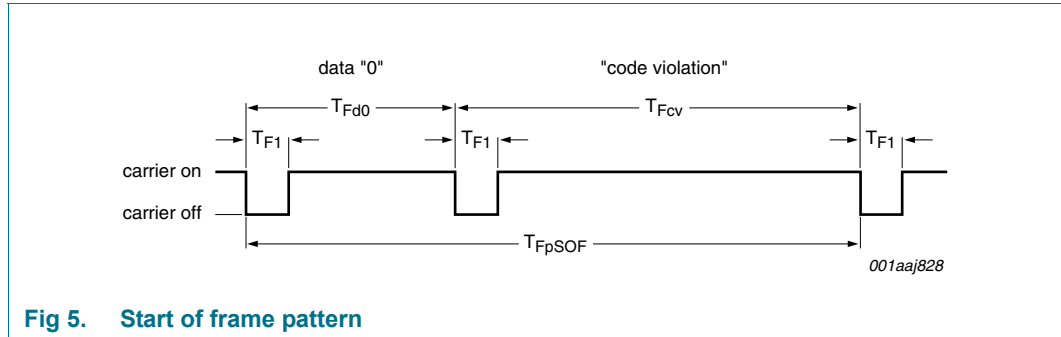 data "0" "code violation"
TFd0 TFcv
TF1 TF1 TF1
carrier on
carrier off
TFpSOF
001aaj828
Fig 5. Start of frame pattern